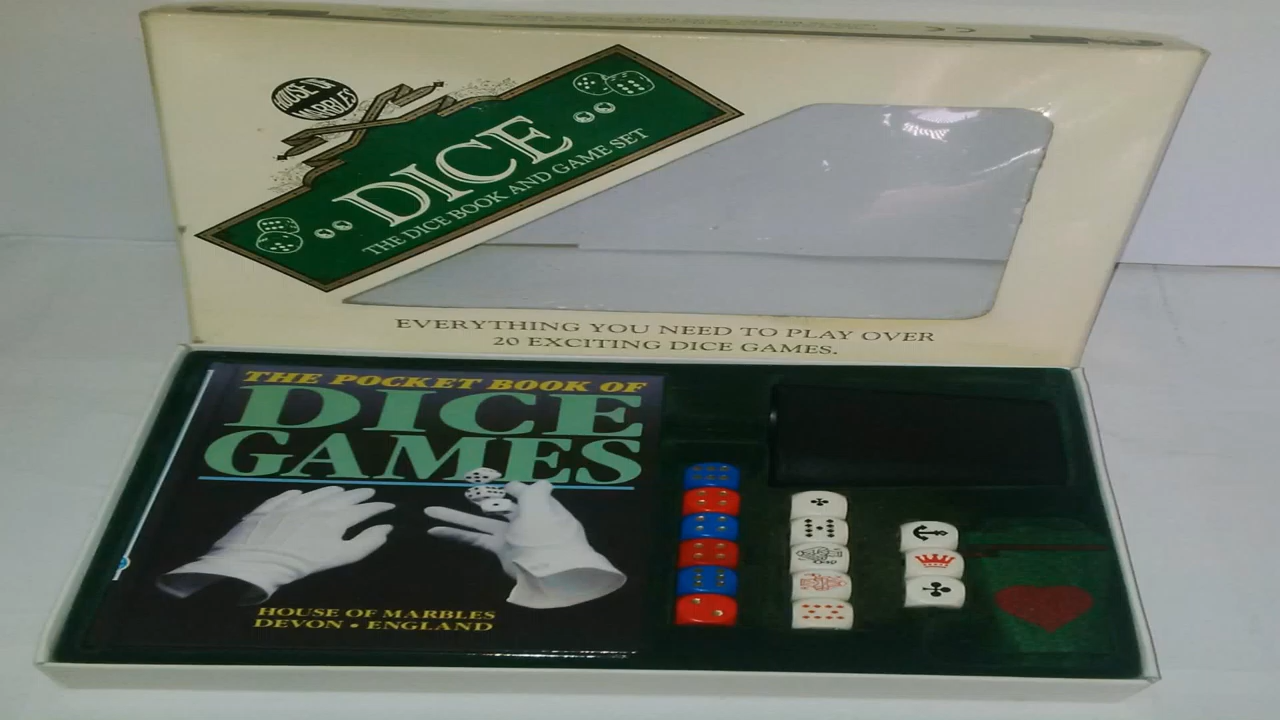 HOUSE OF
MARBLES
DICE
THE DICE BOOK AND GAME SET
EVERYTHING YOU NEED TO PLAY OVER
20 EXCITING DICE GAMES.
THE POCKET BOOK OF
DICE
GAMES
HOUSE OF MARBLES
DEVON • ENGLAND